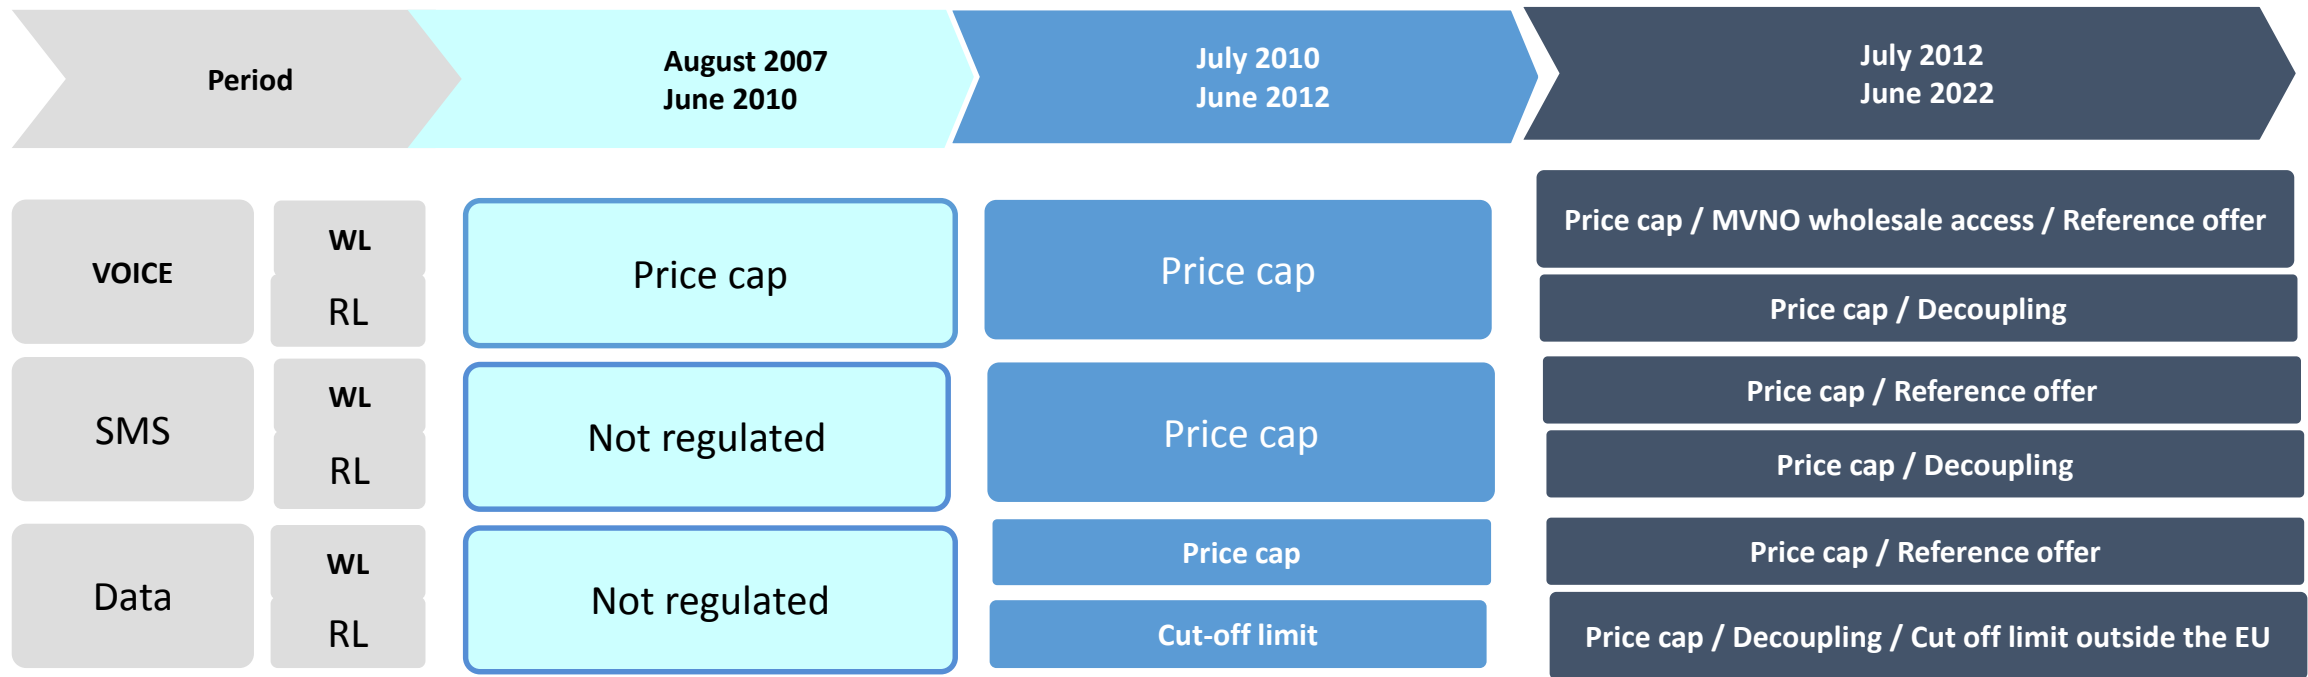 Period
August 2007
June 2010
July 2010
June 2012
July 2012
June 2022
VOICE
WL
RL
Price cap
Price cap
Price cap / MVNO wholesale access / Reference offer
Price cap / Decoupling
SMS
WL
RL
Not regulated
Price cap
Price cap / Reference offer
Price cap / Decoupling
Data
WL
RL
Not regulated
Price cap
Cut-off limit
Price cap / Reference offer
Price cap / Decoupling / Cut off limit outside the EU